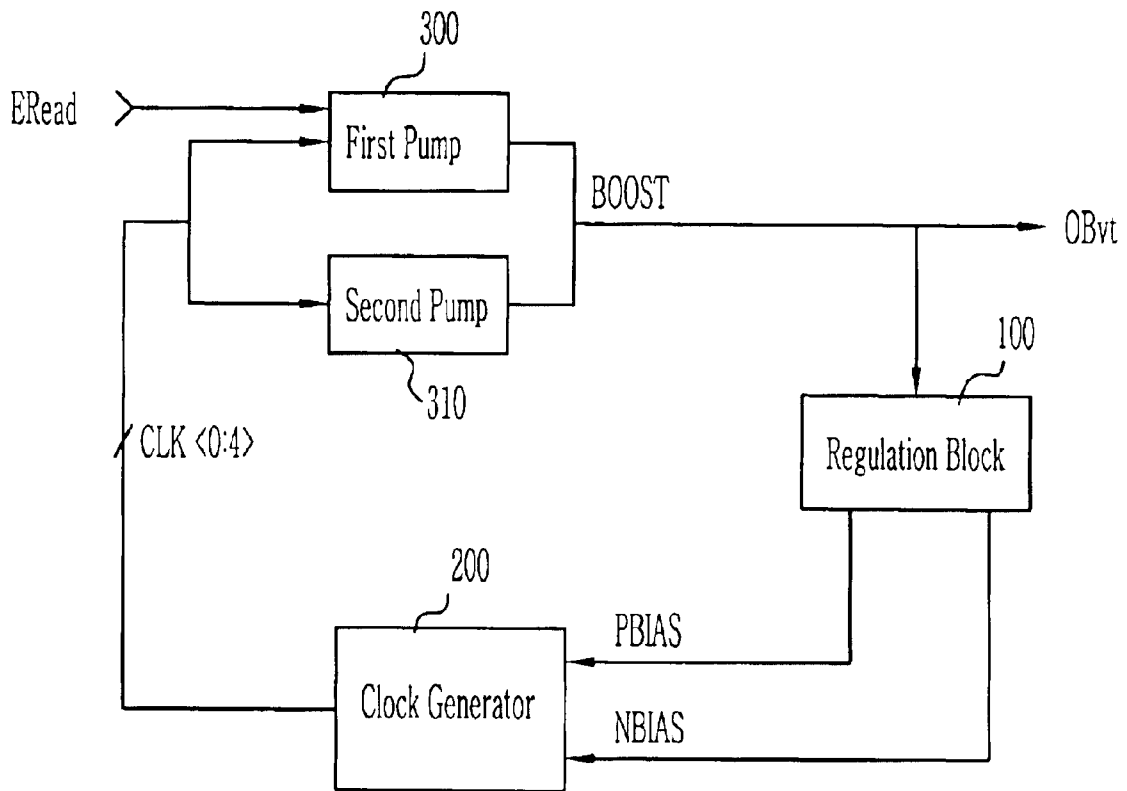 300
ERead
First Pump
BOOST
OBvt
Second Pump
310
100
CLK <0:4>
Regulation Block
200
PBIAS
Clock Generator
NBIAS